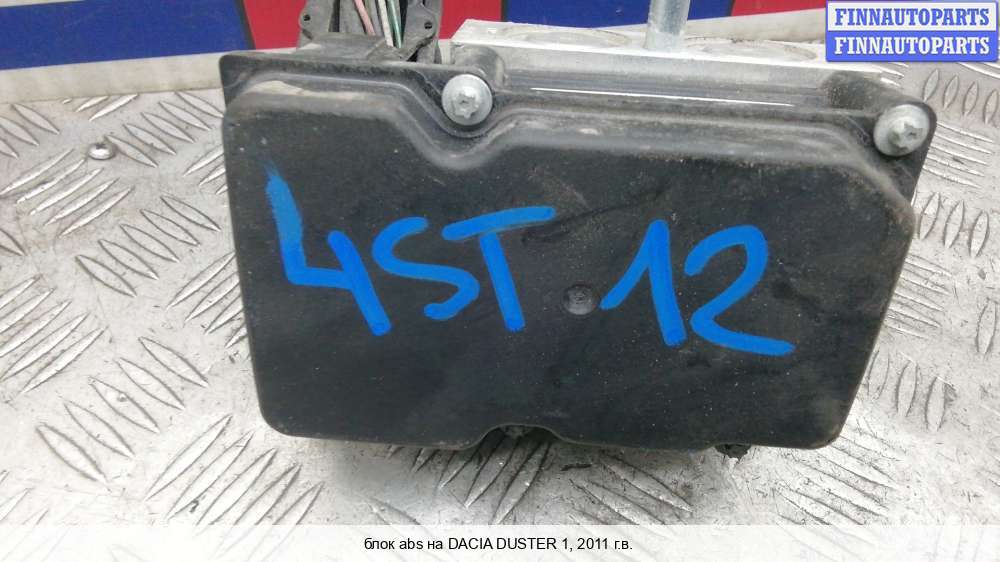 FINNAUTOPARTS
FINNAUTOPARTS
4ST 12
блок abs на DACIA DUSTER 1, 2011 г.в.